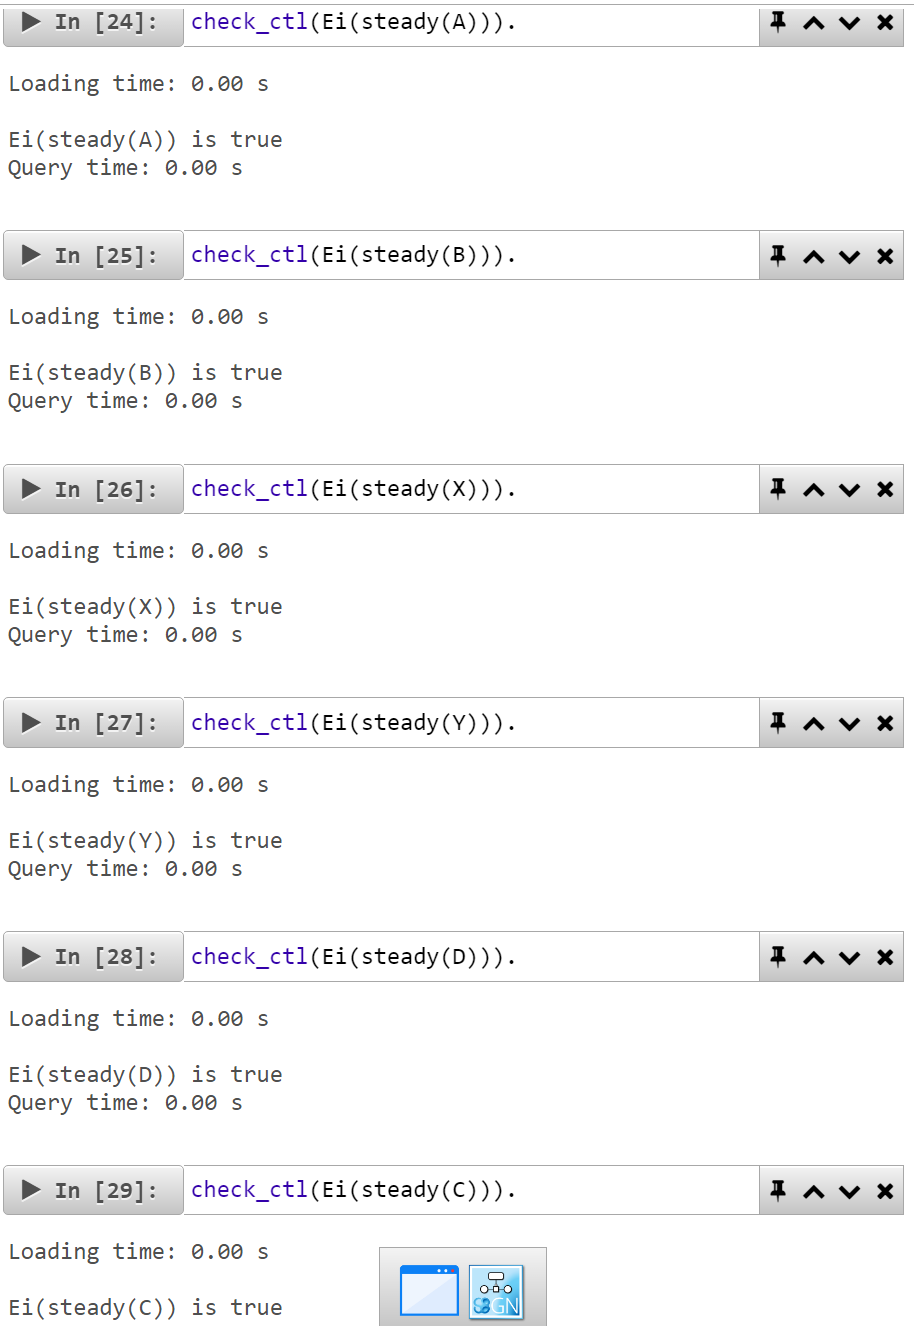 In [24]: check_ctl(Ei(steady(A))).
Loading time: 0.00 s
Ei(steady(A)) is true
Query time: 0.00 s
In [25]: check_ctl(Ei(steady(B))).
Loading time: 0.00 s
Ei(steady(B)) is true
Query time: 0.00 s
In [26]: check_ctl(Ei(steady(X))).
Loading time: 0.00 s
Ei(steady(X)) is true
Query time: 0.00 s
In [27]: check_ctl(Ei(steady(Y))).
Loading time: 0.00 s
Ei(steady(Y)) is true
Query time: 0.00 s
In [28]: check_ctl(Ei(steady(D))).
Loading time: 0.00 s
Ei(steady(D)) is true
Query time: 0.00 s
In [29]: check_ctl(Ei(steady(C))).
Loading time: 0.00 s
Ei(steady(C)) is true
SBGN